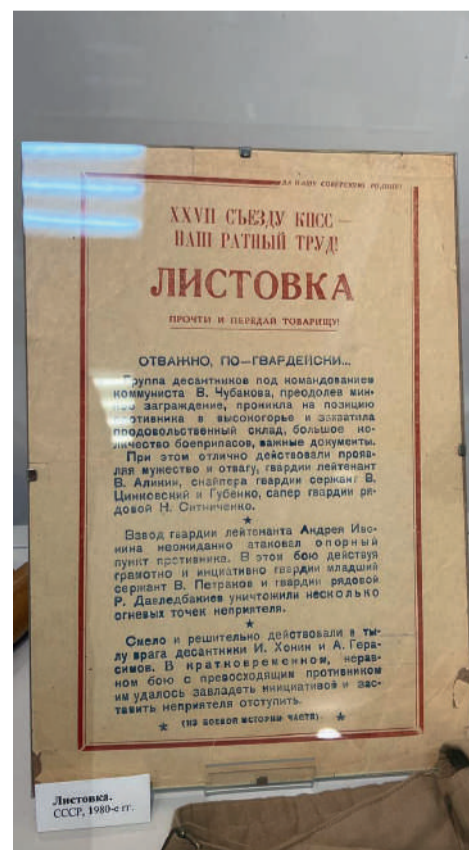 ЗА НАШУ СОВЕТСКУЮ РОДИНУ!
XXVII СЪЕЗДУ КПСС —
НАШ РАТНЫЙ ТРУД!
ЛИСТОВКА
ПРОЧТИ И ПЕРЕДАЙ ТОВАРИЩУ!
ОТВАЖНО, ПО—ГВАРДЕЙСКИ...
Группа десантников под командованием
коммуниста В. Чубакова, преодолев мин-
ное заграждение, проникла на позицию
противника в высокогорье и захватила
продовольственный склад, большое ко-
личество боеприпасов, важные документы.
При этом отлично действовали прояв-
ляя мужество и отвагу, гвардии лейтенант
В. Алинин, снайпера гвардии сержант В.
Цинковский и Губенко, сапер гвардии ря-
довой Н. Ситниченко.
Взвод гвардии лейтенанта Андрея
нина неожиданно атаковал опорный
пункт противника. В этом бою действуя
грамотно и инициативно гвардии младший
сержант В. Петраков и гвардии рядовой
Р. Давледбакиев уничтожили несколько
огневых точек неприятеля.
Смело и решительно действовали в ты-
лу врага десантники И. Хонин и А. Гера-
симов. В кратковременном, нерав-
ном бою с превосходящим противником
им удалось завладеть инициативой и зас-
тавить неприятеля отступить.
(ИЗ БОЕВОЙ ИСТОРИИ ЧАСТИ)
Листовка.
СССР, 1980-е гг.